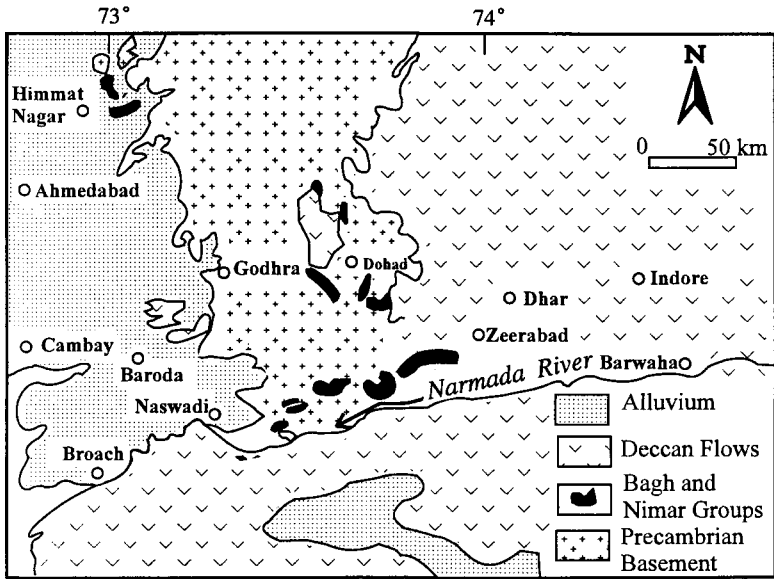 73°
74°
N
0
50 km
Himmat
Nagar
Ahmedabad
Godhra
Dohad
Indore
Dhar
Zeerabad
Cambay
Baroda
Narmada River
Barwaha
Naswadi
Broach
Alluvium
Deccan Flows
Bagh and
Nimar Groups
Precambrian
Basement